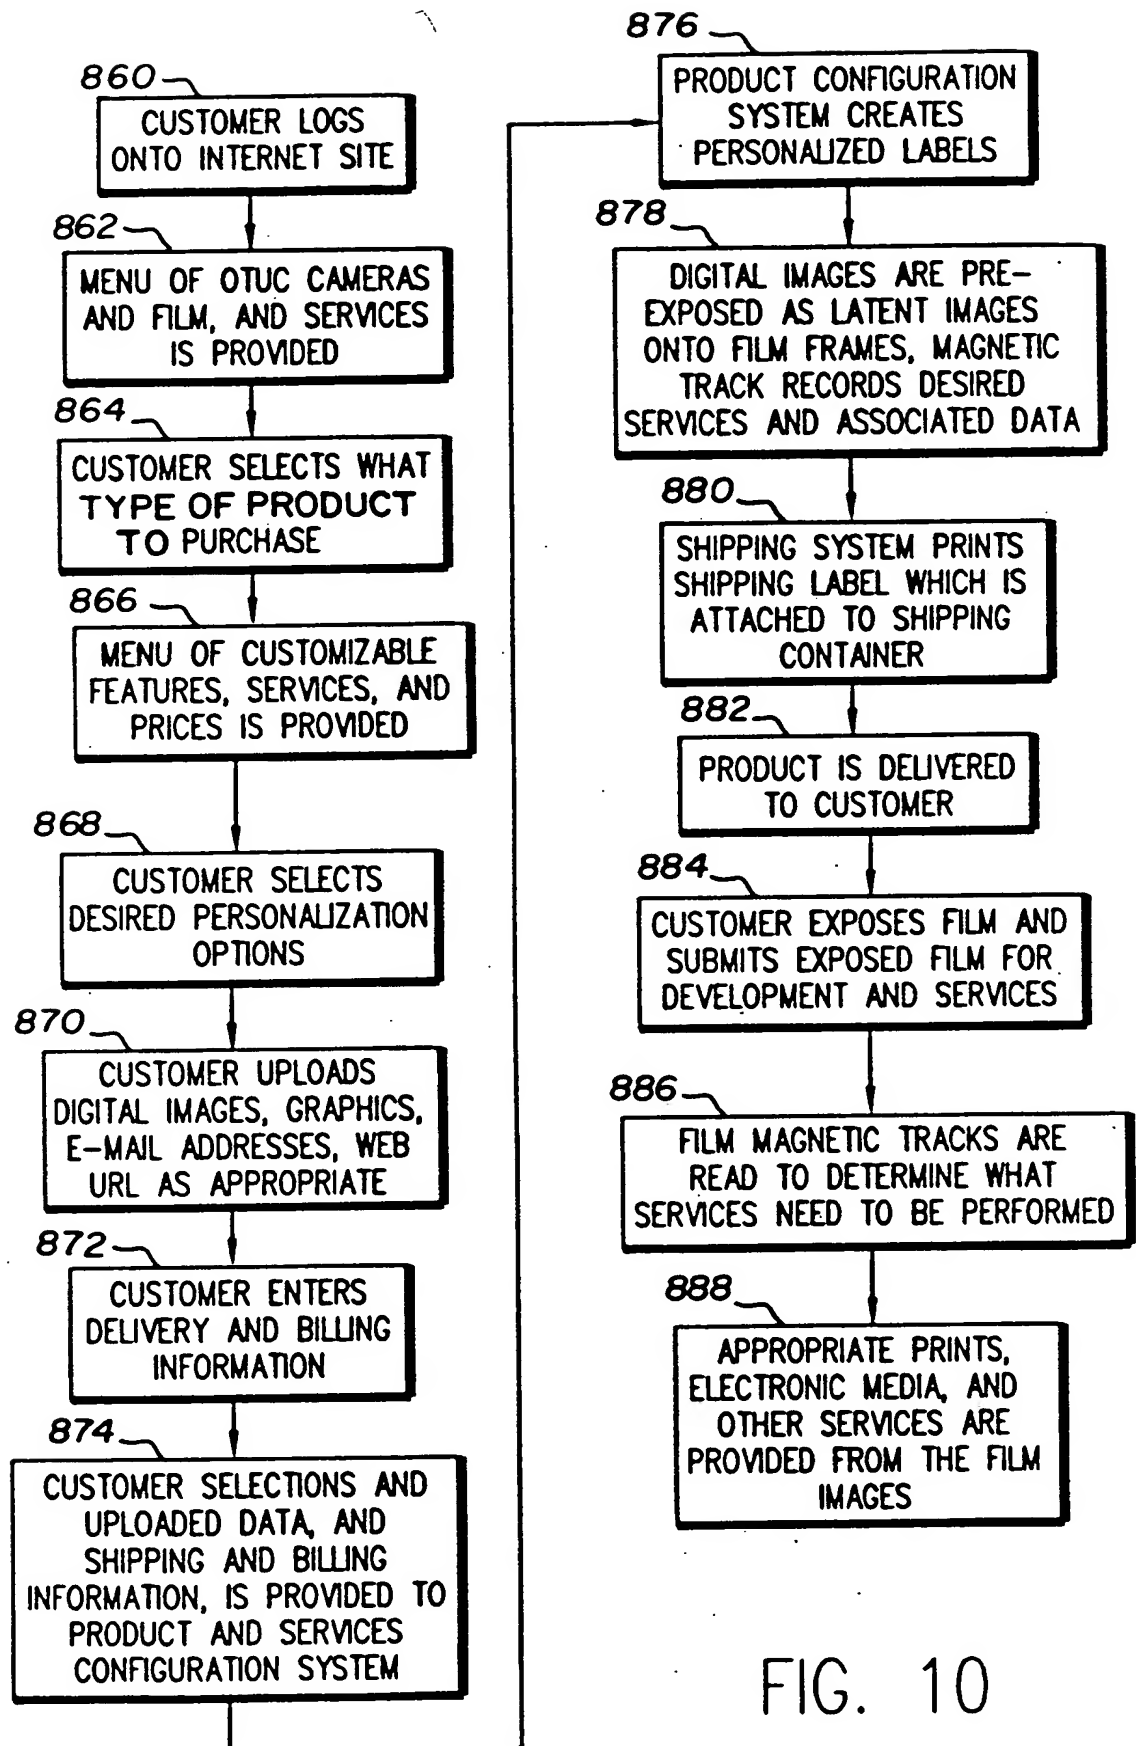 860
CUSTOMER LOGS
ONTO INTERNET SITE
862
MENU OF OTUC CAMERAS
AND FILM, AND SERVICES
IS PROVIDED
864
CUSTOMER SELECTS WHAT
TYPE OF PRODUCT
TO PURCHASE
866
MENU OF CUSTOMIZABLE
FEATURES, SERVICES, AND
PRICES IS PROVIDED
868
CUSTOMER SELECTS
DESIRED PERSONALIZATION
OPTIONS
870
CUSTOMER UPLOADS
DIGITAL IMAGES, GRAPHICS,
E-MAIL ADDRESSES, WEB
URL AS APPROPRIATE
872
CUSTOMER ENTERS
DELIVERY AND BILLING
INFORMATION
874
CUSTOMER SELECTIONS AND
UPLOADED DATA, AND
SHIPPING AND BILLING
INFORMATION, IS PROVIDED TO
PRODUCT AND SERVICES
CONFIGURATION SYSTEM
876
PRODUCT CONFIGURATION
SYSTEM CREATES
PERSONALIZED LABELS
878
DIGITAL IMAGES ARE PRE-
EXPOSED AS LATENT IMAGES
ONTO FILM FRAMES, MAGNETIC
TRACK RECORDS DESIRED
SERVICES AND ASSOCIATED DATA
880
SHIPPING SYSTEM PRINTS
SHIPPING LABEL WHICH IS
ATTACHED TO SHIPPING
CONTAINER
882
PRODUCT IS DELIVERED
TO CUSTOMER
884
CUSTOMER EXPOSES FILM AND
SUBMITS EXPOSED FILM FOR
DEVELOPMENT AND SERVICES
886
FILM MAGNETIC TRACKS ARE
READ TO DETERMINE WHAT
SERVICES NEED TO BE PERFORMED
888
APPROPRIATE PRINTS,
ELECTRONIC MEDIA, AND
OTHER SERVICES ARE
PROVIDED FROM THE FILM
IMAGES
FIG. 10